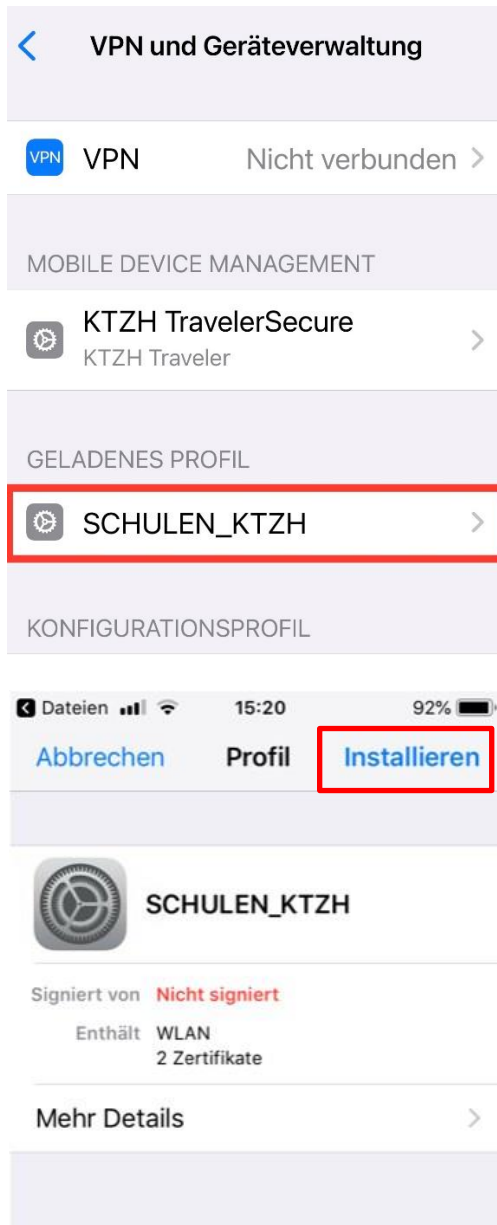 VPN und Geräteverwaltung
VPN VPN Nicht verbunden
MOBILE DEVICE MANAGEMENT
KTZH TravelerSecure
KTZH Traveler
GELADENES PROFIL
SCHULEN_KTZH
KONFIGURATIONSPROFIL
Dateien 15:20 92%
Abbrechen Profil Installieren
SCHULEN_KTZH
Signiert von Nicht signiert
Enthält WLAN
2 Zertifikate
Mehr Details